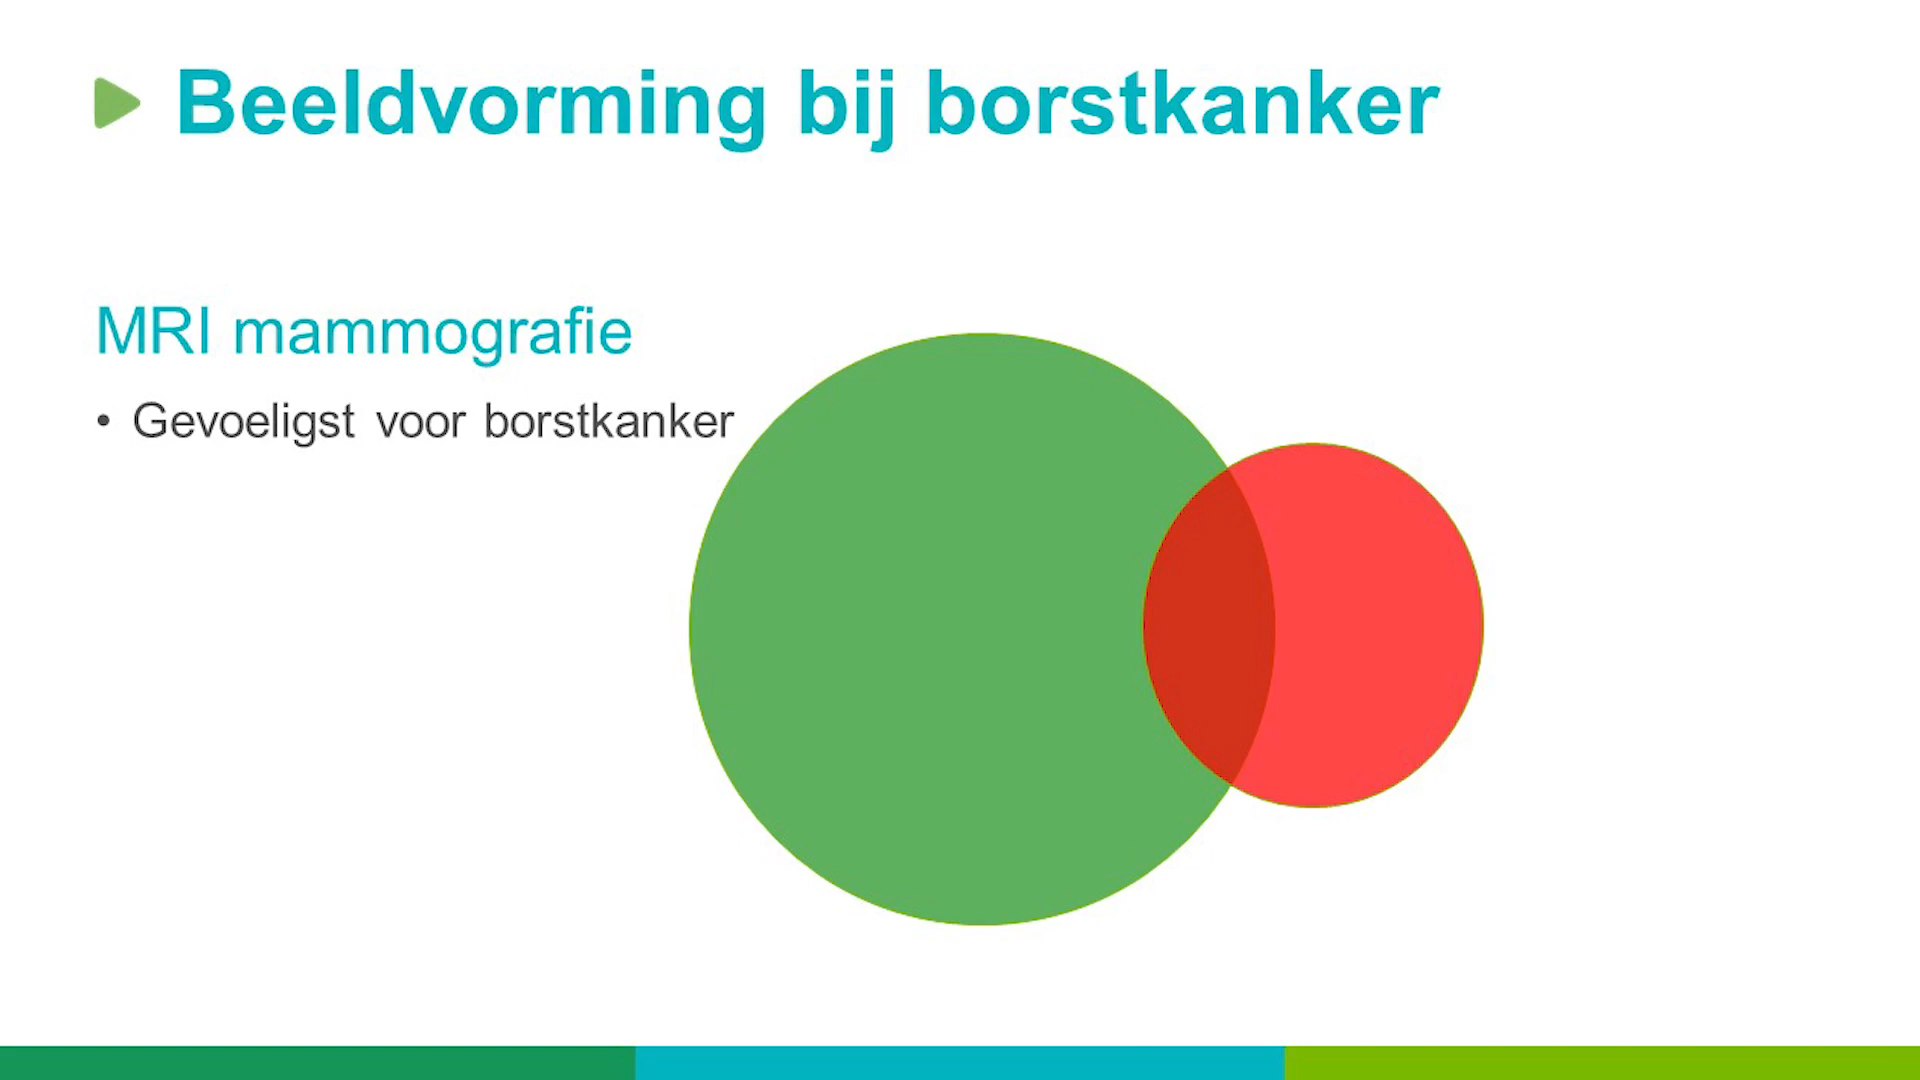 Beeldvorming bij borstkanker
MRI mammografie
• Gevoeligst voor borstkanker